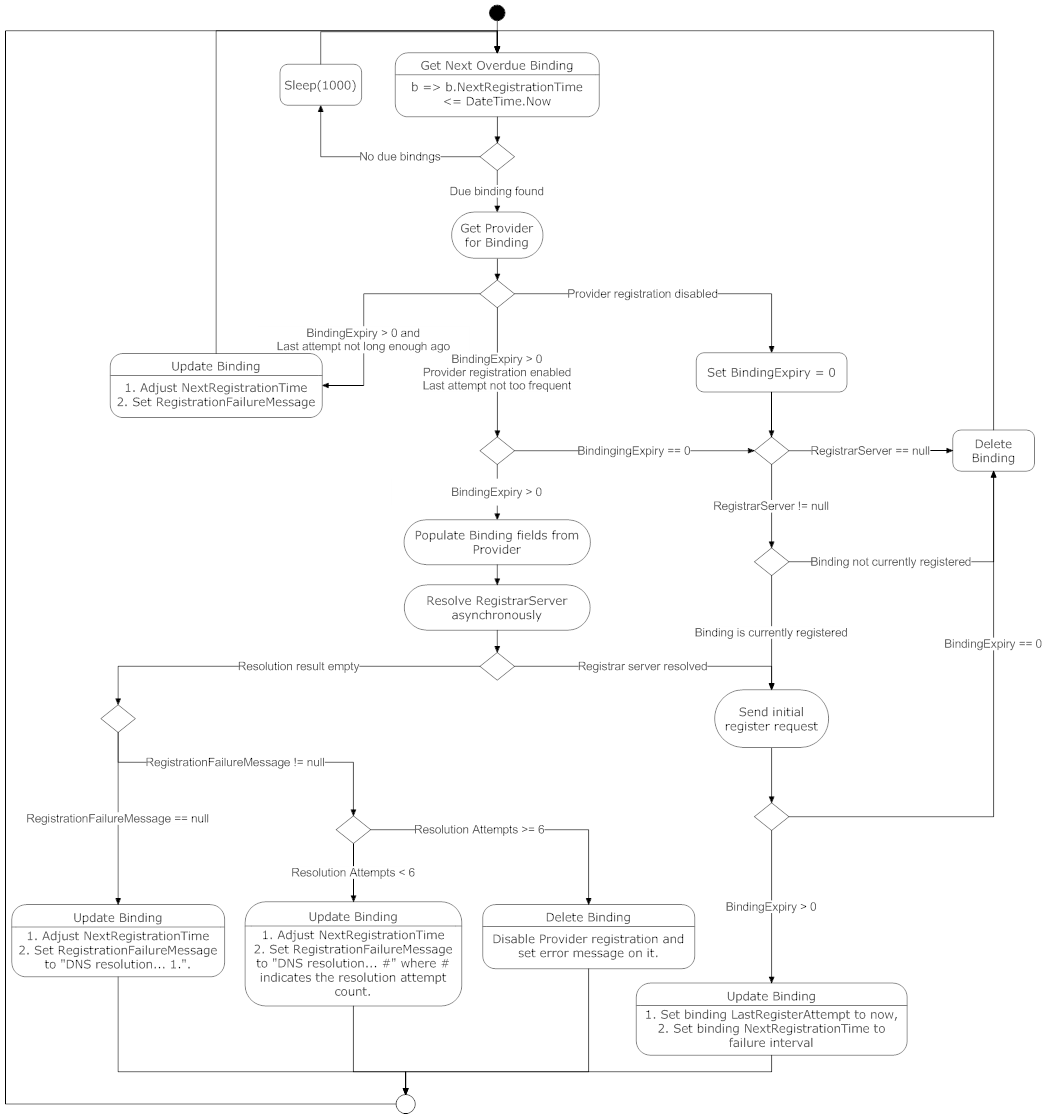 Get Next Overdue Binding
b => b.NextRegistrationTime
<= DateTime.Now
Sleep(1000)
No due bindngs
Due binding found
Get Provider
for Binding
Provider registration disabled
BindingExpiry > 0 and
Last attempt not long enough ago
BindingExpiry > 0
Provider registration enabled
Last attempt not too frequent
Update Binding
1. Adjust NextRegistrationTime
2. Set RegistrationFailureMessage
Set BindingExpiry = 0
BindingingExpiry == 0
RegistrarServer == null
Delete
Binding
BindingExpiry > 0
RegistrarServer != null
Populate Binding fields from
Provider
Binding not currently registered
Resolve RegistrarServer
asynchronously
Binding is currently registered
BindingExpiry == 0
Resolution result empty
Registrar server resolved
Send initial
register request
RegistrationFailureMessage != null
RegistrationFailureMessage == null
Resolution Attempts >= 6
Resolution Attempts < 6
BindingExpiry > 0
Update Binding
1. Adjust NextRegistrationTime
2. Set RegistrationFailureMessage
to "DNS resolution... 1.".
Update Binding
1. Adjust NextRegistrationTime
2. Set RegistrationFailureMessage
to "DNS resolution... #" where #
indicates the resolution attempt
count.
Delete Binding
Disable Provider registration and
set error message on it.
Update Binding
1. Set binding LastRegisterAttempt to now,
2. Set binding NextRegistrationTime to
failure interval